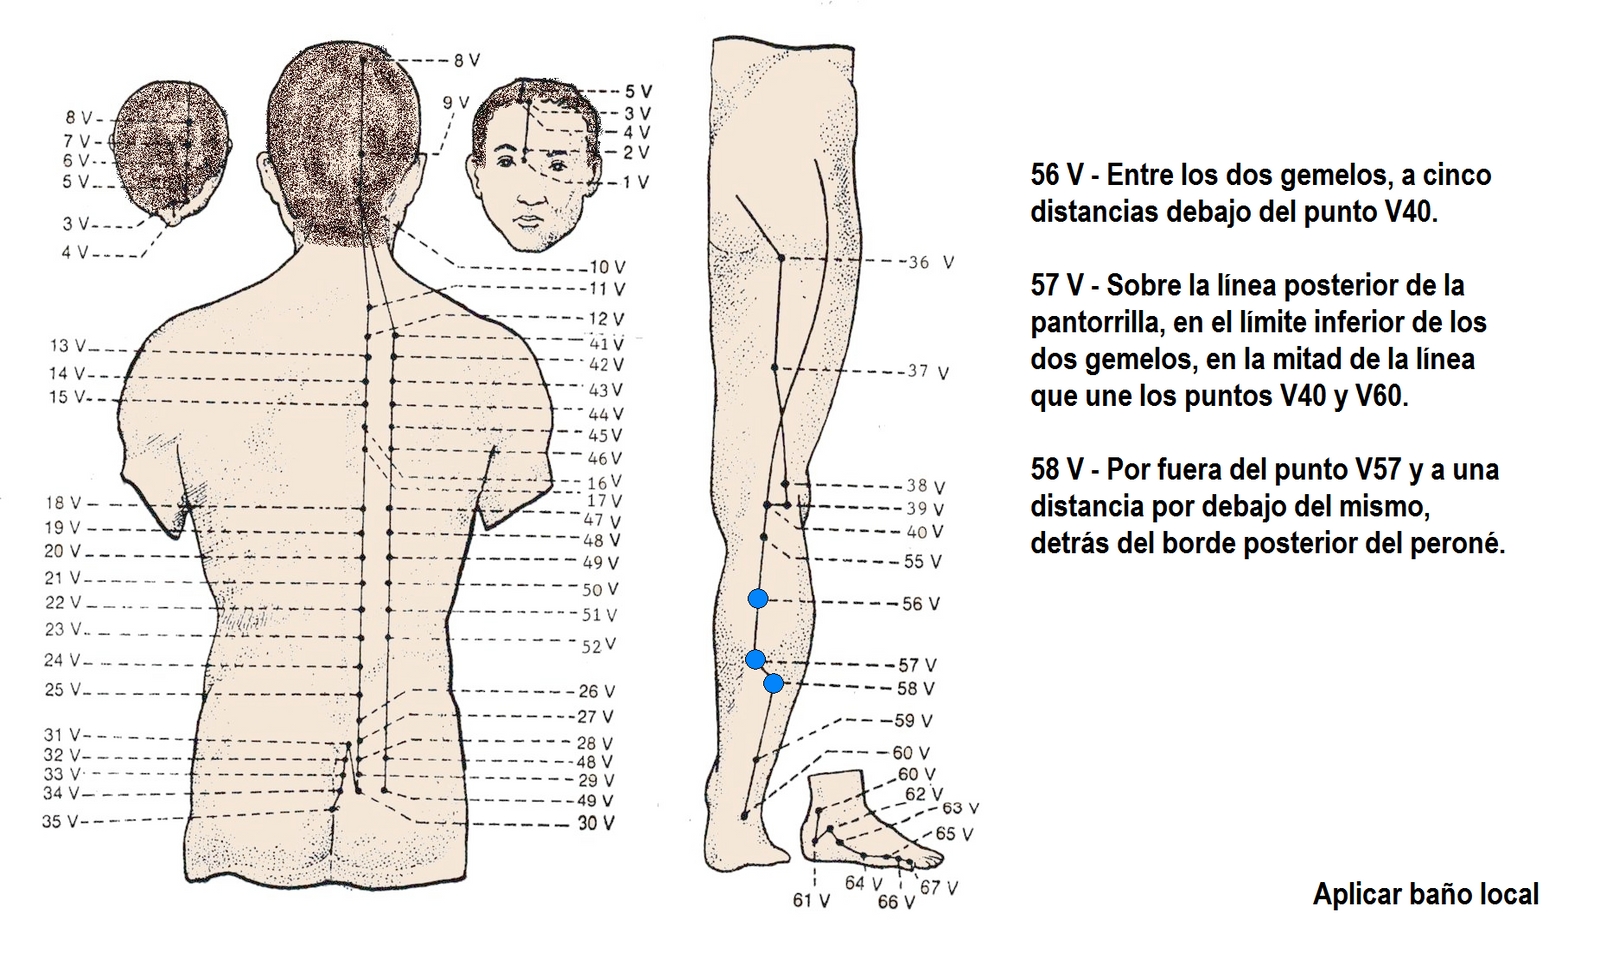 8 V
7 V
6 V
5 V
3 V
4 V
8 V
9 V
5 V
3 V
4 V
2 V
1 V
10 V
11 V
12 V
41 V
42 V
43 V
44 V
45 V
46 V
16 V
17 V
47 V
48 V
49 V
50 V
51 V
52 V
26 V
27 V
28 V
48 V
29 V
49 V
30 V
13 V
14 V
15 V
18 V
19 V
20 V
21 V
22 V
23 V
24 V
25 V
31 V
32 V
33 V
34 V
35 V
36 V
37 V
38 V
39 V
40 V
55 V
56 V
57 V
58 V
59 V
60 V
60 V
62 V
63 V
65 V
64 V
67 V
61 V
66 V
56 V - Entre los dos gemelos, a cinco
distancias debajo del punto V40.
57 V - Sobre la línea posterior de la
pantorrilla, en el límite inferior de los
dos gemelos, en la mitad de la línea
que une los puntos V40 y V60.
58 V - Por fuera del punto V57 y a una
distancia por debajo del mismo,
detrás del borde posterior del peroné.
Aplicar baño local